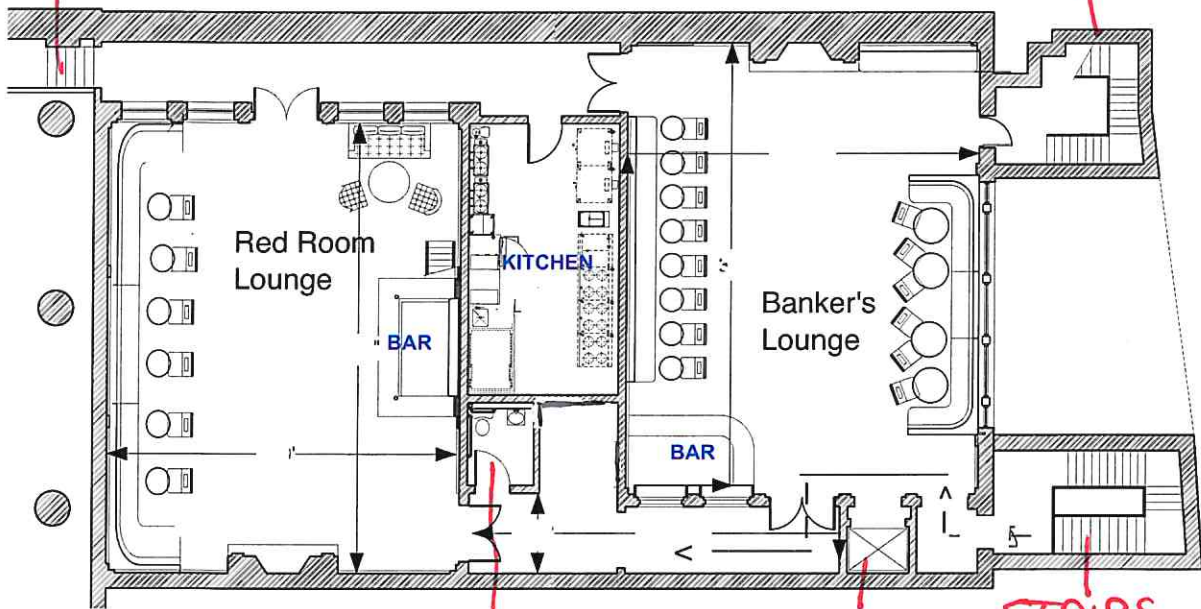 Red Room
Lounge
KITCHEN
Banker's
Lounge
BAR
BAR
STAIRS